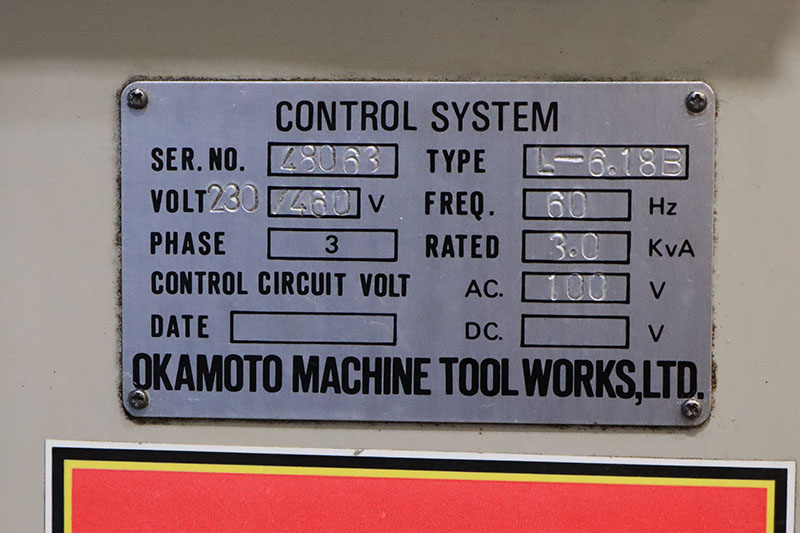 CONTROL SYSTEM
SER. NO. 48063 TYPE L-6.18B
VOLT 230/460 V FREQ. 60 Hz
PHASE 3 RATED 3.0 KVA
CONTROL CIRCUIT VOLT AC. 100 V
DATE DC. V
OKAMOTO MACHINE TOOL WORKS,LTD.